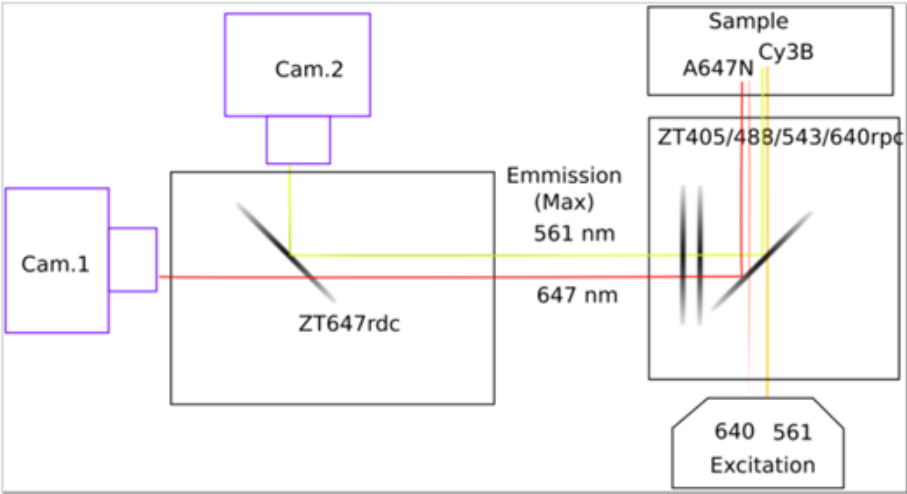 Sample
Cy3B
A647N
Cam.2
ZT405/488/543/640rpc
Emmission
(Max)
561 nm
Cam.1
647 nm
ZT647rdc
640 561
Excitation